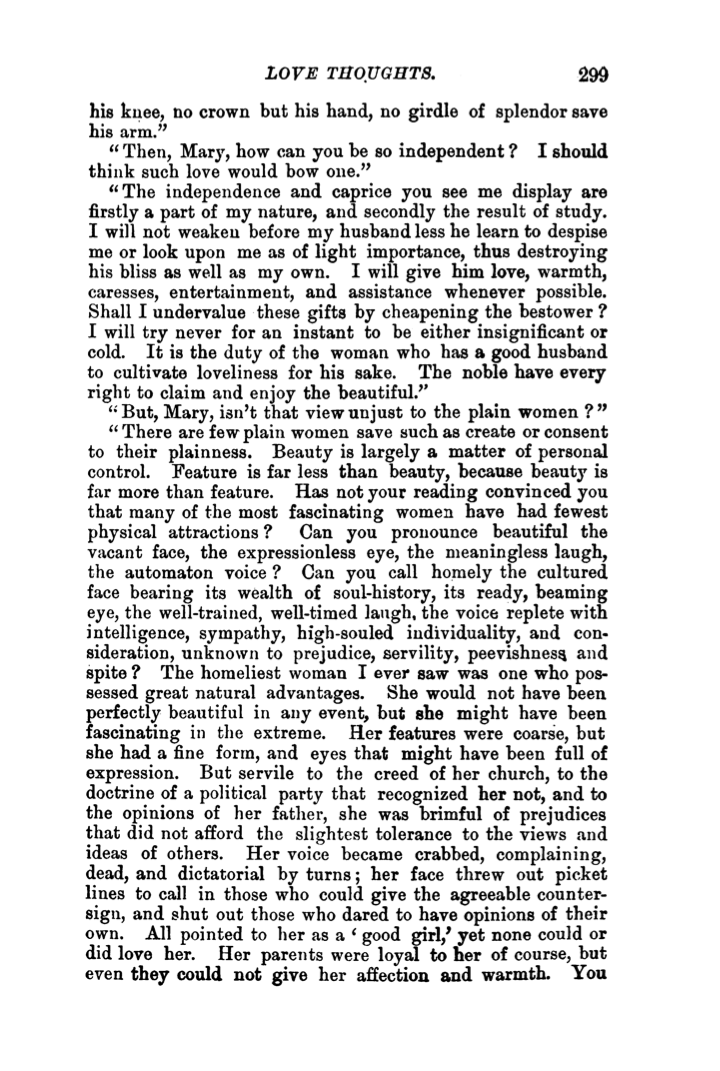 LOVE THOUGHTS. 299
his knee, no crown but his hand, no girdle of splendor save
his arm.”
“Then, Mary, how can you be so independent? I should
think such love would bow one.”
“The independence and caprice you see me display are
firstly a part of my nature, and secondly the result of study.
I will not weaken before my husband less he learn to despise
me or look upon me as of light importance, thus destroying
his bliss as well as my own. I will give him love, warmth,
caresses, entertainment, and assistance whenever possible.
Shall I undervalue these gifts by cheapening the bestower?
I will try never for an instant to be either insignificant or
cold. It is the duty of the woman who has a good husband
to cultivate loveliness for his sake. The noble have every
right to claim and enjoy the beautiful.”
“But, Mary, isn’t that view unjust to the plain women?”
“There are few plain women save such as create or consent
to their plainness. Beauty is largely a matter of personal
control. Feature is far less than beauty, because beauty is
far more than feature. Has not your reading convinced you
that many of the most fascinating women have had fewest
physical attractions? Can you pronounce beautiful the
vacant face, the expressionless eye, the meaningless laugh,
the automaton voice? Can you call homely the cultured
face bearing its wealth of soul-history, its ready, beaming
eye, the well-trained, well-timed laugh, the voice replete with
intelligence, sympathy, high-souled individuality, and con-
sideration, unknown to prejudice, servility, peevishness and
spite? The homeliest woman I ever saw was one who pos-
sessed great natural advantages. She would not have been
perfectly beautiful in any event, but she might have been
fascinating in the extreme. Her features were coarse, but
she had a fine form, and eyes that might have been full of
expression. But servile to the creed of her church, to the
doctrine of a political party that recognized her not, and to
the opinions of her father, she was brimful of prejudices
that did not afford the slightest tolerance to the views and
ideas of others. Her voice became crabbed, complaining,
dead, and dictatorial by turns; her face threw out picket
lines to call in those who could give the agreeable counter-
sign, and shut out those who dared to have opinions of their
own. All pointed to her as a ‘good girl,’ yet none could or
did love her. Her parents were loyal to her of course, but
even they could not give her affection and warmth. You